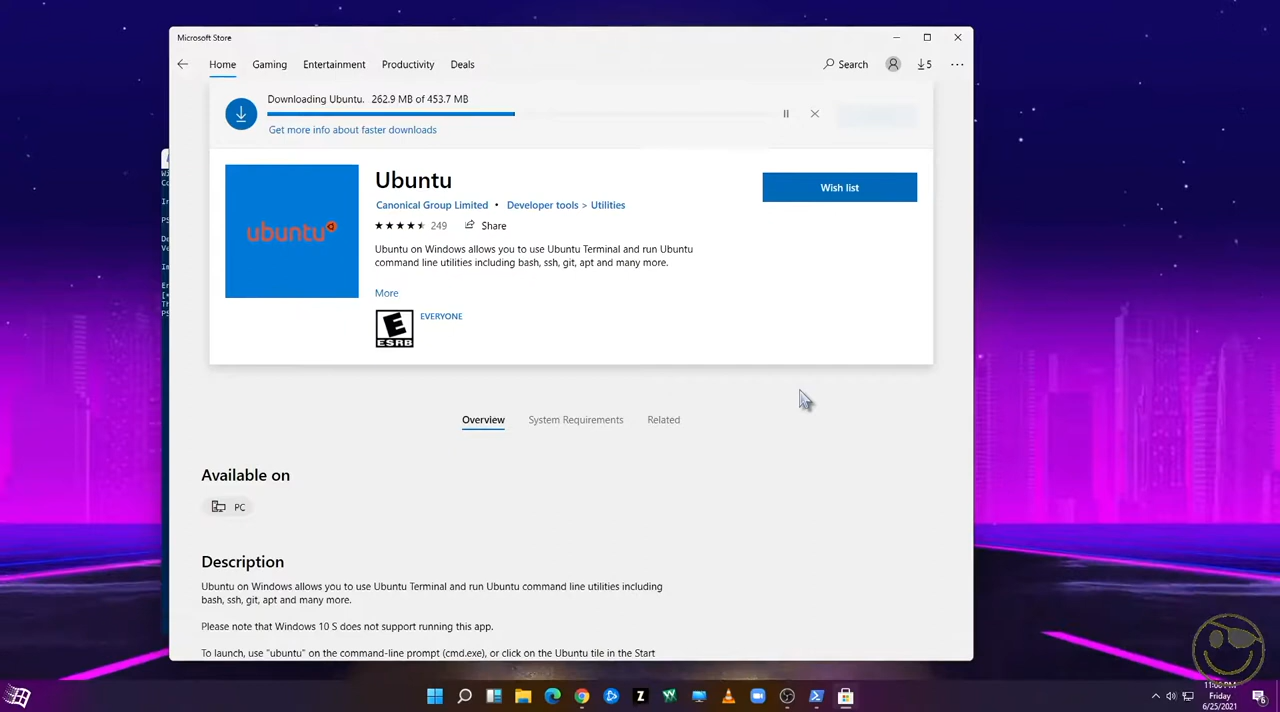 Microsoft Store
Home Gaming Entertainment Productivity Deals Search 5
Downloading Ubuntu. 262.9 MB of 453.7 MB
Get more info about faster downloads
ubuntu
Ubuntu
Wish list
Canonical Group Limited • Developer tools > Utilities
249 Share
Ubuntu on Windows allows you to use Ubuntu Terminal and run Ubuntu
command line utilities including bash, ssh, git, apt and many more.
More
E
ESRB
EVERYONE
Overview System Requirements Related
Available on
PC
Description
Ubuntu on Windows allows you to use Ubuntu Terminal and run Ubuntu command line utilities including
bash, ssh, git, apt and many more.
Please note that Windows 10 S does not support running this app.
To launch, use "ubuntu" on the command-line prompt (cmd.exe), or click on the Ubuntu tile in the Start
Friday
6/25/2021